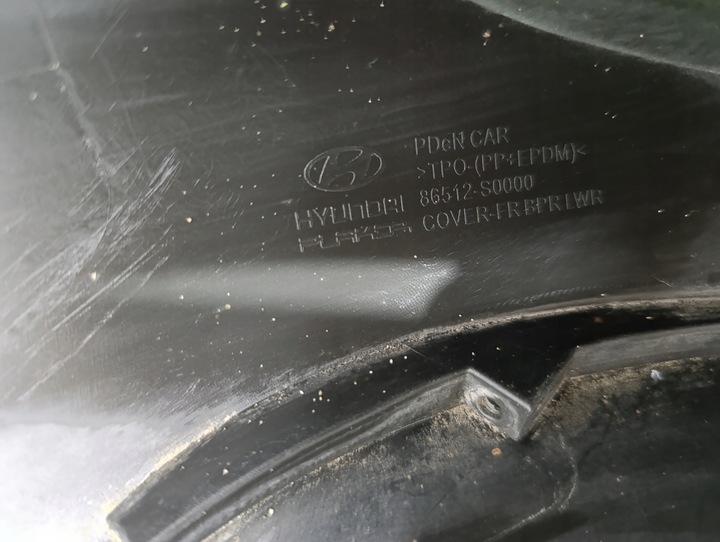 PDeN CAR
>TPO-(PP+EPDM)<
HYUNDAI 86512-S0000
COVER-FR BPR LWR